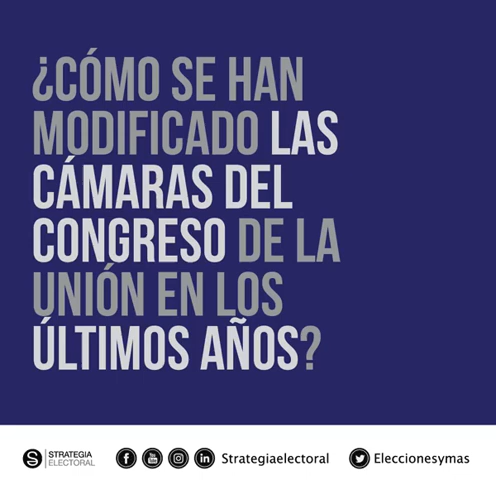 ¿CÓMO SE HAN
MODIFICADO LAS
CÁMARAS DEL
CONGRESO DE LA
UNIÓN EN LOS
ÚLTIMOS AÑOS?
S STRATEGIA
ELECTORAL
Strategiaelectoral
Eleccionesymas